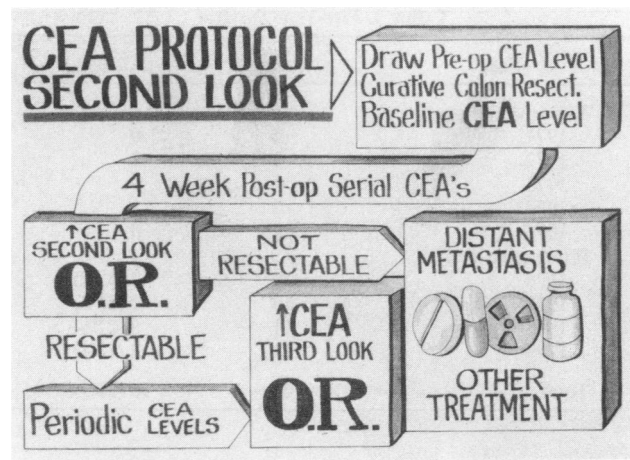 CEA PROTOCOL
SECOND LOOK
Draw Pre-op CEA Level
Curative Colon Resect.
Baseline CEA Level
4 Week Post-op Serial CEA's
↑CEA
SECOND LOOK
O.R.
NOT
RESECTABLE
DISTANT
METASTASIS
OTHER
TREATMENT
RESECTABLE
↑CEA
THIRD LOOK
O.R.
Periodic CEA
LEVELS